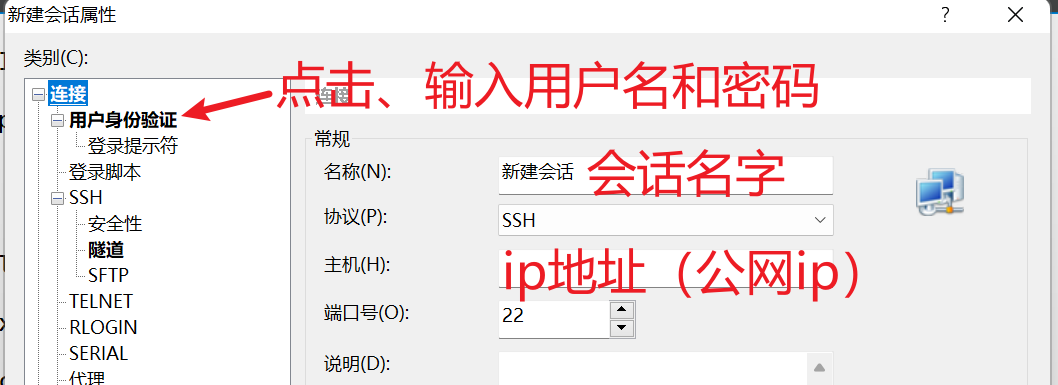 新建会话属性
类别(C):
连接
用户身份验证
登录提示符
登录脚本
SSH
安全性
隧道
SFTP
TELNET
RLOGIN
SERIAL
代理
点击、输入用户名和密码
连接
常规
名称(N):
新建会话
会话名字
协议(P):
SSH
主机(H):
ip地址（公网ip）
端口号(O):
22
说明(D):